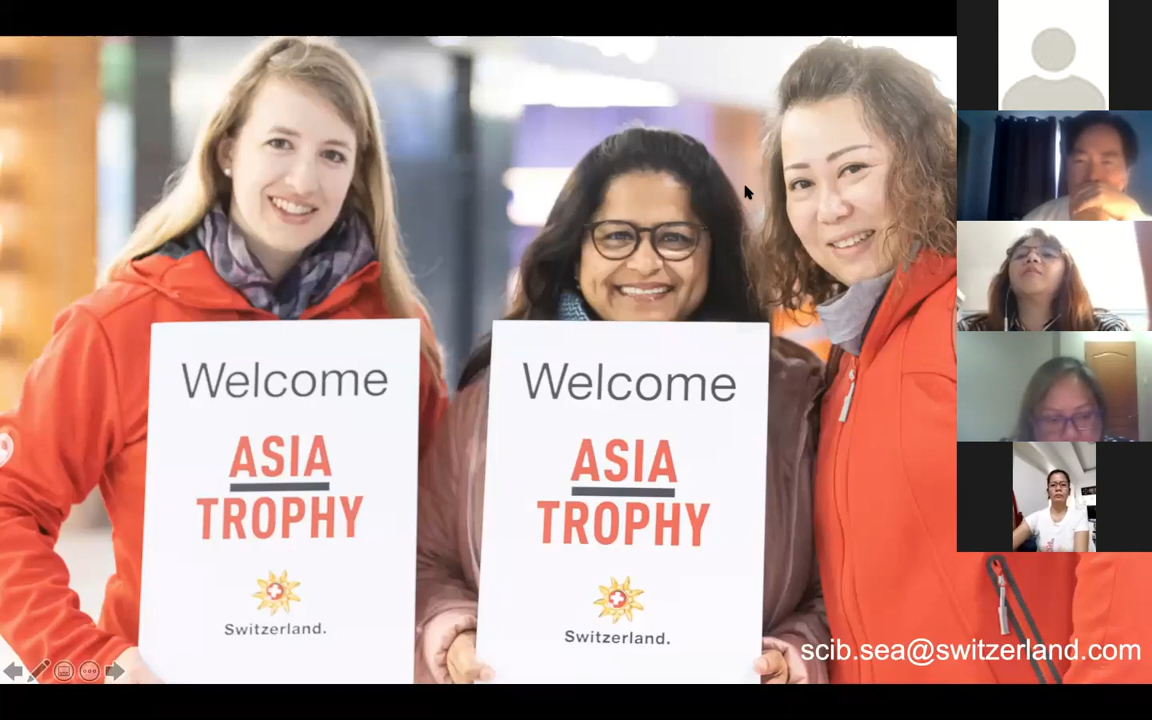 Welcome
ASIA
TROPHY
Switzerland.
Welcome
ASIA
TROPHY
Switzerland.
scib.sea@switzerland.com